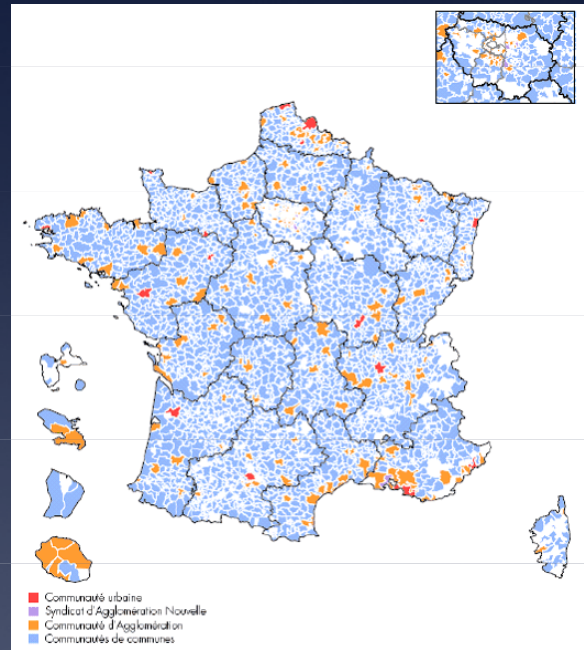 Communauté urbaine
Syndicat d'Agglomération Nouvelle
Communauté d'Agglomération
Communautés de communes